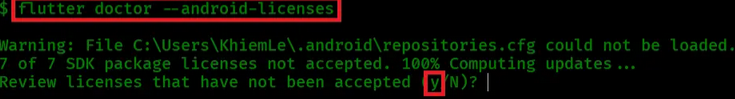 $ flutter doctor --android-licenses
Warning: File C:\Users\KhiemLe\.android\repositories.cfg could not be loaded.
7 of 7 SDK package licenses not accepted. 100% Computing updates...
Review licenses that have not been accepted (y/N)?